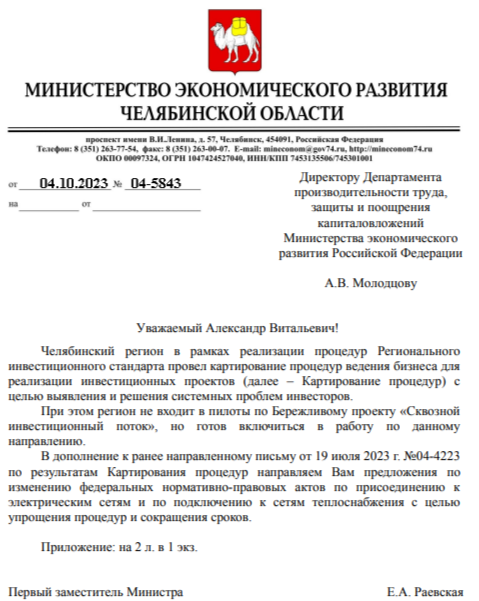 МИНИСТЕРСТВО ЭКОНОМИЧЕСКОГО РАЗВИТИЯ
ЧЕЛЯБИНСКОЙ ОБЛАСТИ
проспект имени В.И.Ленина, д. 57, Челябинск, 454091, Российская Федерация
Телефон: 8 (351) 263-77-54, факс: 8 (351) 263-00-07. E-mail: mineconom@gov74.ru, http://mineconom74.ru
ОКПО 00097324, ОГРН 1047424527040, ИНН/КПП 7453135506/745301001
от 04.10.2023 № 04-5843
на от
Директору Департамента
производительности труда,
защиты и поощрения
капиталовложений
Министерства экономического
развития Российской Федерации
А.В. Молодцову
Уважаемый Александр Витальевич!
Челябинский регион в рамках реализации процедур Регионального
инвестиционного стандарта провел картирование процедур ведения бизнеса для
реализации инвестиционных проектов (далее – Картирование процедур) с
целью выявления и решения системных проблем инвесторов.
При этом регион не входит в пилоты по Бережливому проекту «Сквозной
инвестиционный поток», но готов включиться в работу по данному
направлению.
В дополнение к ранее направленному письму от 19 июля 2023 г. №04-4223
по результатам Картирования процедур направляем Вам предложения по
изменению федеральных нормативно-правовых актов по присоединению к
электрическим сетям и по подключению к сетям теплоснабжения с целью
упрощения процедур и сокращения сроков.
Приложение: на 2 л. в 1 экз.
Первый заместитель Министра Е.А. Раевская